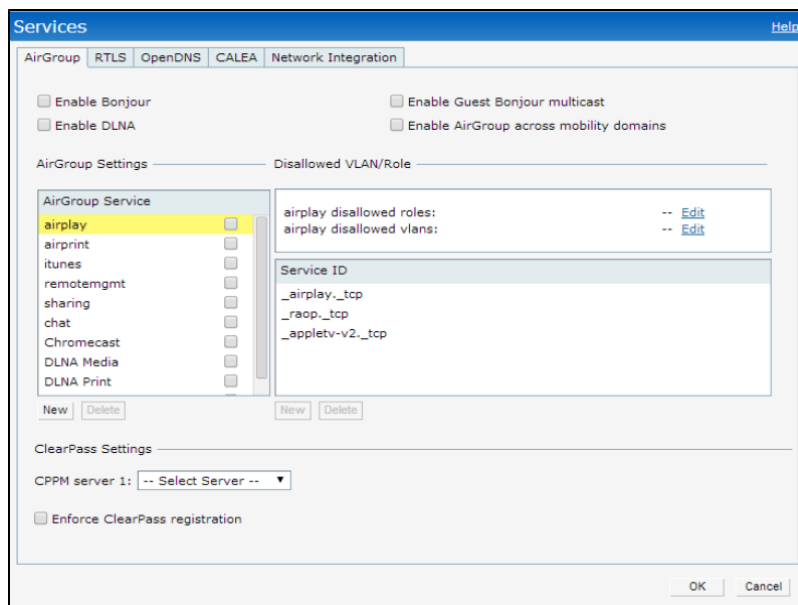 Services
Help
AirGroup RTLS OpenDNS CALEA Network Integration
Enable Bonjour
Enable Guest Bonjour multicast
Enable DLNA
Enable AirGroup across mobility domains
AirGroup Settings
Disallowed VLAN/Role
AirGroup Service
airplay
airprint
itunes
remotemgmt
sharing
chat
Chromecast
DLNA Media
DLNA Print
New Delete
airplay disallowed roles: -- Edit
airplay disallowed vlans: -- Edit
Service ID
_airplay._tcp
_raop._tcp
_appletv-v2._tcp
New Delete
ClearPass Settings
CPPM server 1: -- Select Server --
Enforce ClearPass registration
OK Cancel